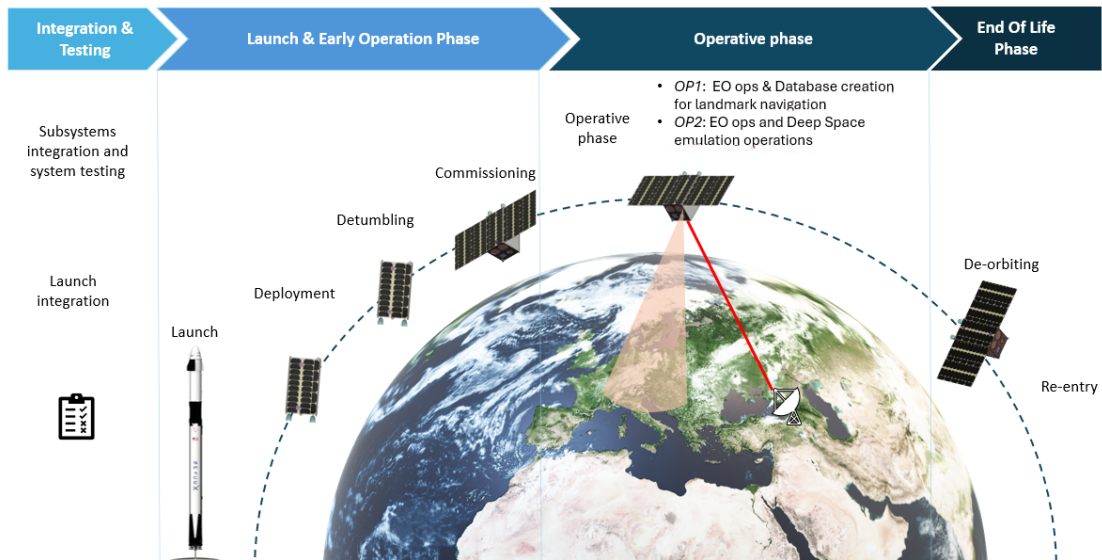 Integration &
Testing
Launch & Early Operation Phase
Operative phase
End Of Life
Phase
Subsystems
integration and
system testing
Launch
integration
Launch
Deployment
Detumbling
Commissioning
Operative
phase
• OP1: EO ops & Database creation
for landmark navigation
• OP2: EO ops and Deep Space
emulation operations
De-orbiting
Re-entry